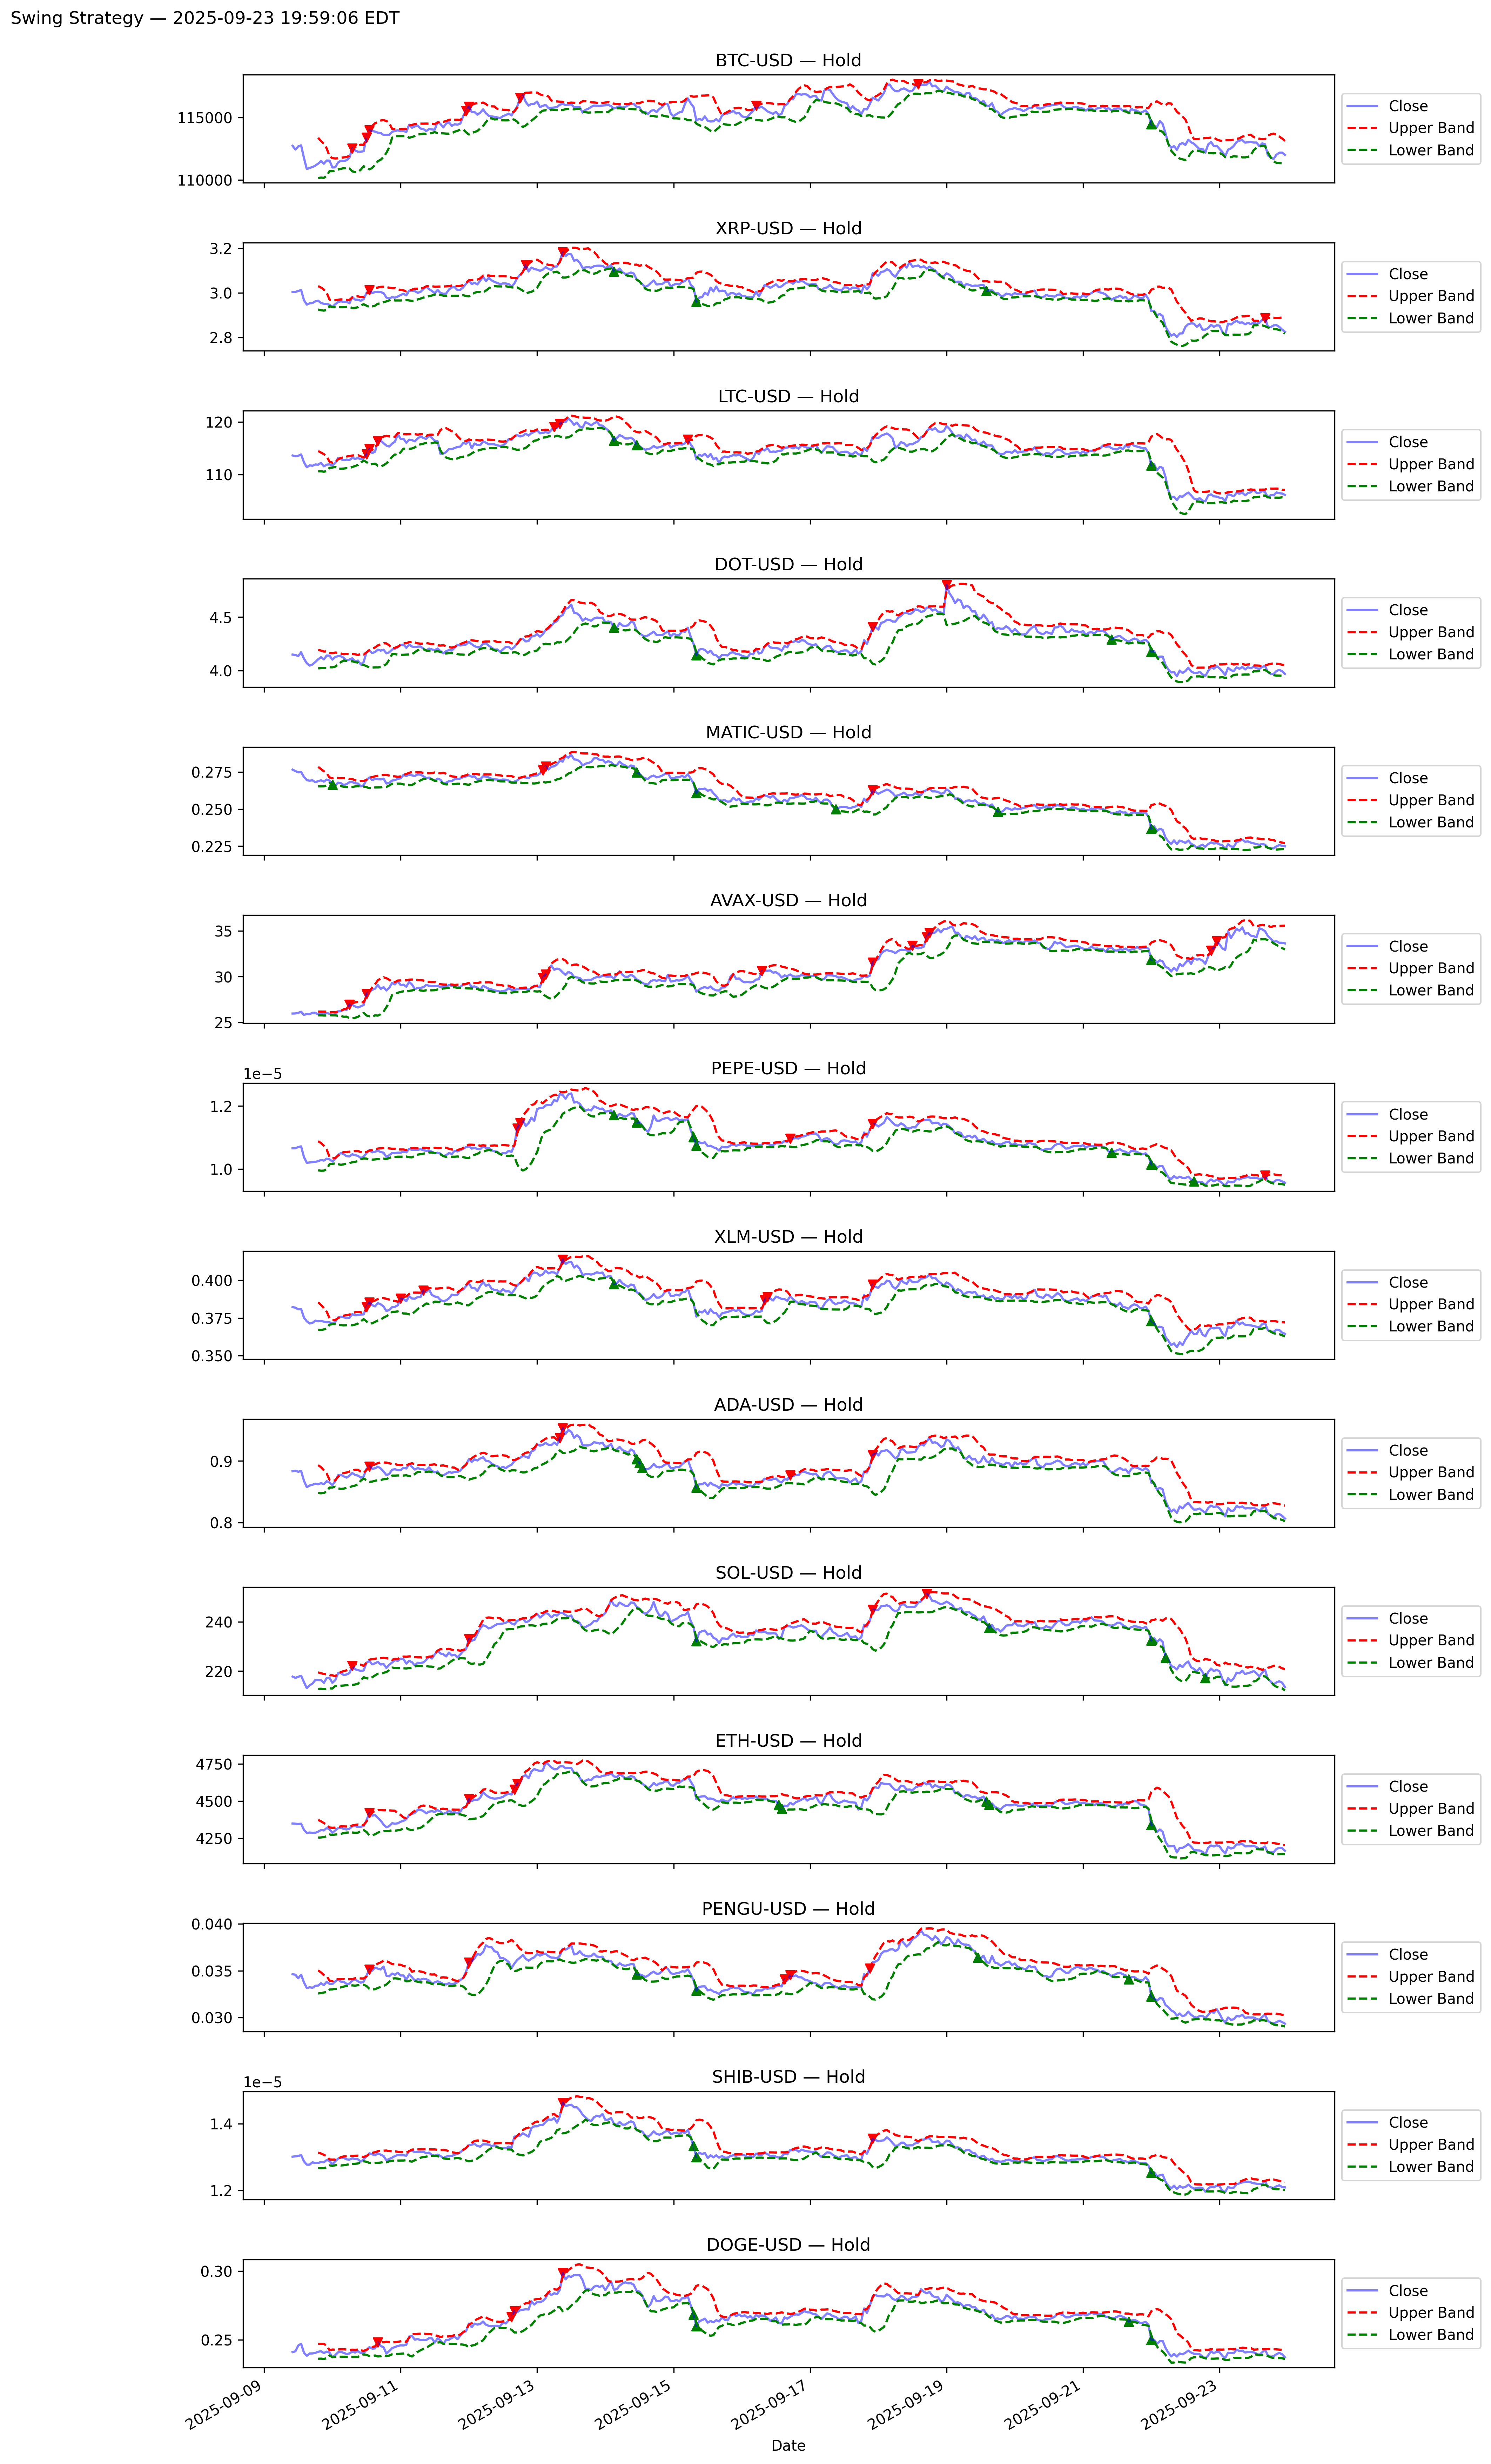 Swing Strategy — 2025-09-23 19:59:06 EDT
BTC-USD — Hold
115000
110000
Close
Upper Band
Lower Band
XRP-USD — Hold
3.2
3.0
2.8
Close
Upper Band
Lower Band
LTC-USD — Hold
120
110
Close
Upper Band
Lower Band
DOT-USD — Hold
4.5
4.0
Close
Upper Band
Lower Band
MATIC-USD — Hold
0.275
0.250
0.225
Close
Upper Band
Lower Band
AVAX-USD — Hold
35
30
25
Close
Upper Band
Lower Band
PEPE-USD — Hold
1e−5
1.2
1.0
Close
Upper Band
Lower Band
XLM-USD — Hold
0.400
0.375
0.350
Close
Upper Band
Lower Band
ADA-USD — Hold
0.9
0.8
Close
Upper Band
Lower Band
SOL-USD — Hold
240
220
Close
Upper Band
Lower Band
ETH-USD — Hold
4750
4500
4250
Close
Upper Band
Lower Band
PENGU-USD — Hold
0.040
0.035
0.030
Close
Upper Band
Lower Band
SHIB-USD — Hold
1e−5
1.4
1.2
Close
Upper Band
Lower Band
DOGE-USD — Hold
0.30
0.25
Close
Upper Band
Lower Band
2025-09-09
2025-09-11
2025-09-13
2025-09-15
2025-09-17
2025-09-19
2025-09-21
2025-09-23
Date